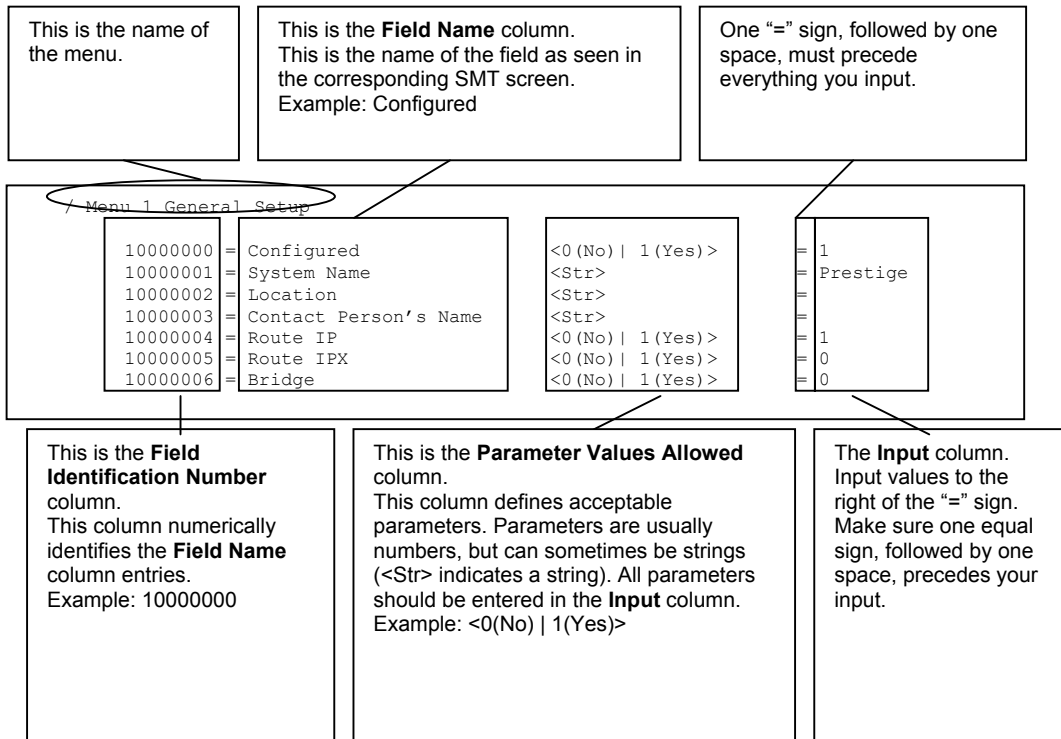 This is the name of
the menu.
This is the Field Name column.
This is the name of the field as seen in
the corresponding SMT screen.
Example: Configured
One “=” sign, followed by one
space, must precede
everything you input.
/ Menu 1 General Setup
10000000 = Configured <0(No)| 1(Yes)> = 1
10000001 = System Name <Str> = Prestige
10000002 = Location <Str> =
10000003 = Contact Person’s Name <Str> =
10000004 = Route IP <0(No)| 1(Yes)> = 1
10000005 = Route IPX <0(No)| 1(Yes)> = 0
10000006 = Bridge <0(No)| 1(Yes)> = 0
This is the Field
Identification Number
column.
This column numerically
identifies the Field Name
column entries.
Example: 10000000
This is the Parameter Values Allowed
column.
This column defines acceptable
parameters. Parameters are usually
numbers, but can sometimes be strings
(<Str> indicates a string). All parameters
should be entered in the Input column.
Example: <0(No) | 1(Yes)>
The Input column.
Input values to the
right of the “=” sign.
Make sure one equal
sign, followed by one
space, precedes your
input.